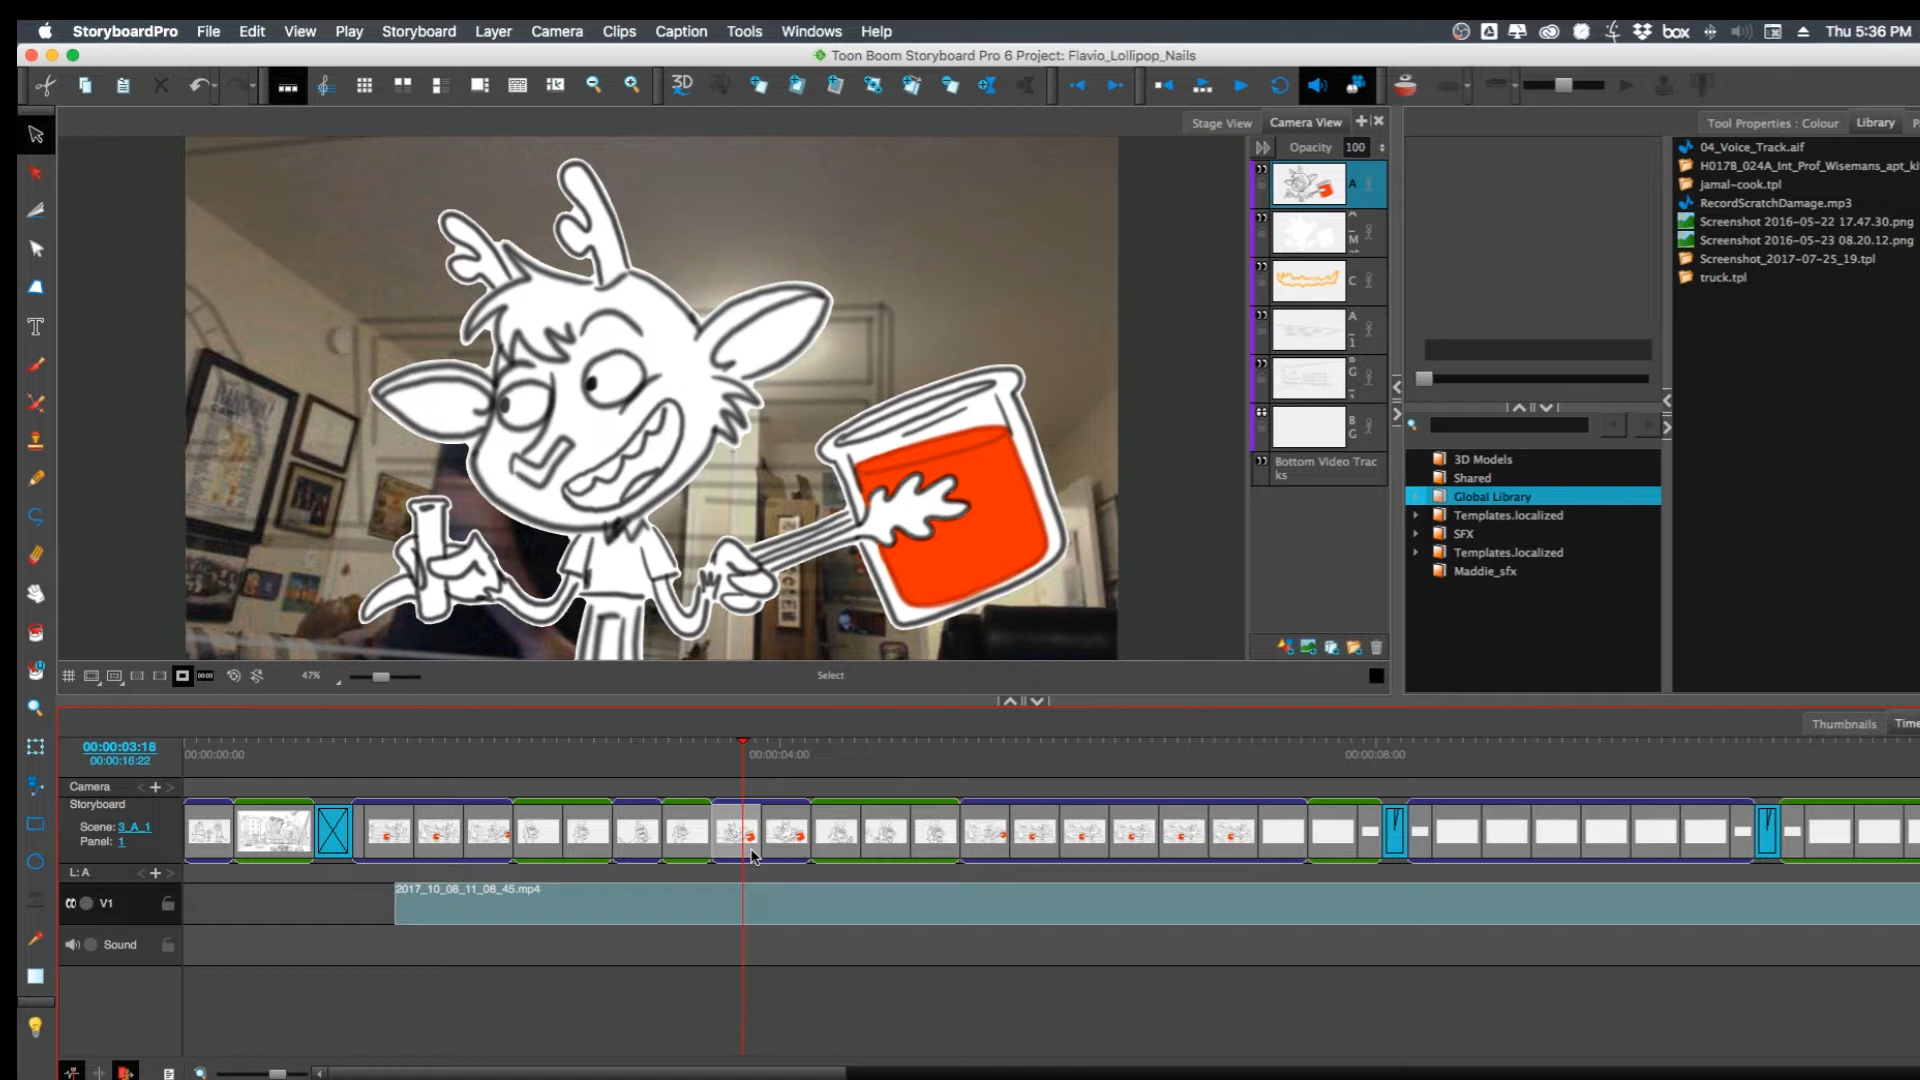 StoryboardPro File Edit View Play Storyboard Layer Camera Clips Caption Tools Windows Help box Thu 5:36 PM
Toon Boom Storyboard Pro 6 Project: Flavio_Lollipop_Nails
3D
Stage View Camera View
Opacity 100
A
A
_
M
C
A
_
1
B
G
B
G
Bottom Video Trac
ks
Tool Properties : Colour Library
04_Voice_Track.aif
H017B_024A_Int_Prof_Wisemans_apt_ki
jamal-cook.tpl
RecordScratchDamage.mp3
Screenshot 2016-05-22 17.47.30.png
Screenshot 2016-05-23 08.20.12.png
Screenshot_2017-07-25_19.tpl
truck.tpl
3D Models
Shared
Global Library
Templates.localized
SFX
Templates.localized
Maddie_sfx
47% Select
Thumbnails Time
00:00:03:18
00:00:16:22
00:00:00:00 00:00:04:00 00:00:08:00
Camera
Storyboard
Scene: 3_A_1
Panel: 1
L: A
V1
2017_10_08_11_08_45.mp4
Sound